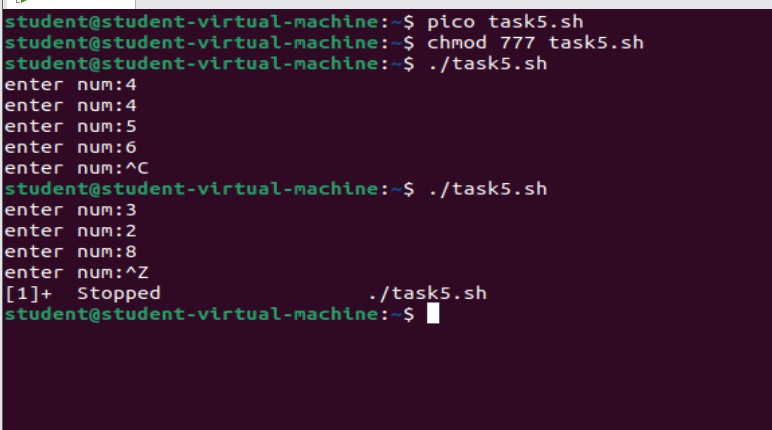 student@student-virtual-machine:~$ pico task5.sh
student@student-virtual-machine:~$ chmod 777 task5.sh
student@student-virtual-machine:~$ ./task5.sh
enter num:4
enter num:4
enter num:5
enter num:6
enter num:^C
student@student-virtual-machine:~$ ./task5.sh
enter num:3
enter num:2
enter num:8
enter num:^Z
[1]+  Stopped                 ./task5.sh
student@student-virtual-machine:~$